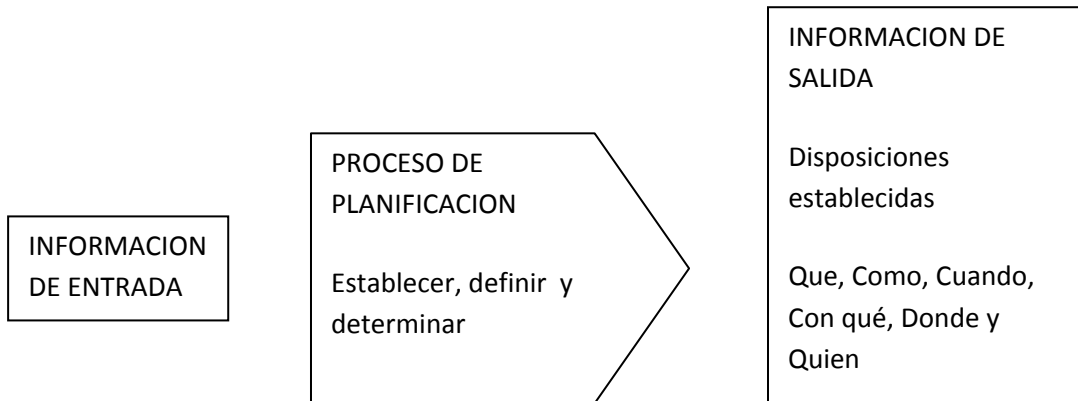 INFORMACION
DE ENTRADA
PROCESO DE
PLANIFICACION
Establecer, definir y
determinar
INFORMACION DE
SALIDA
Disposiciones
establecidas
Que, Como, Cuando,
Con qué, Donde y
Quien